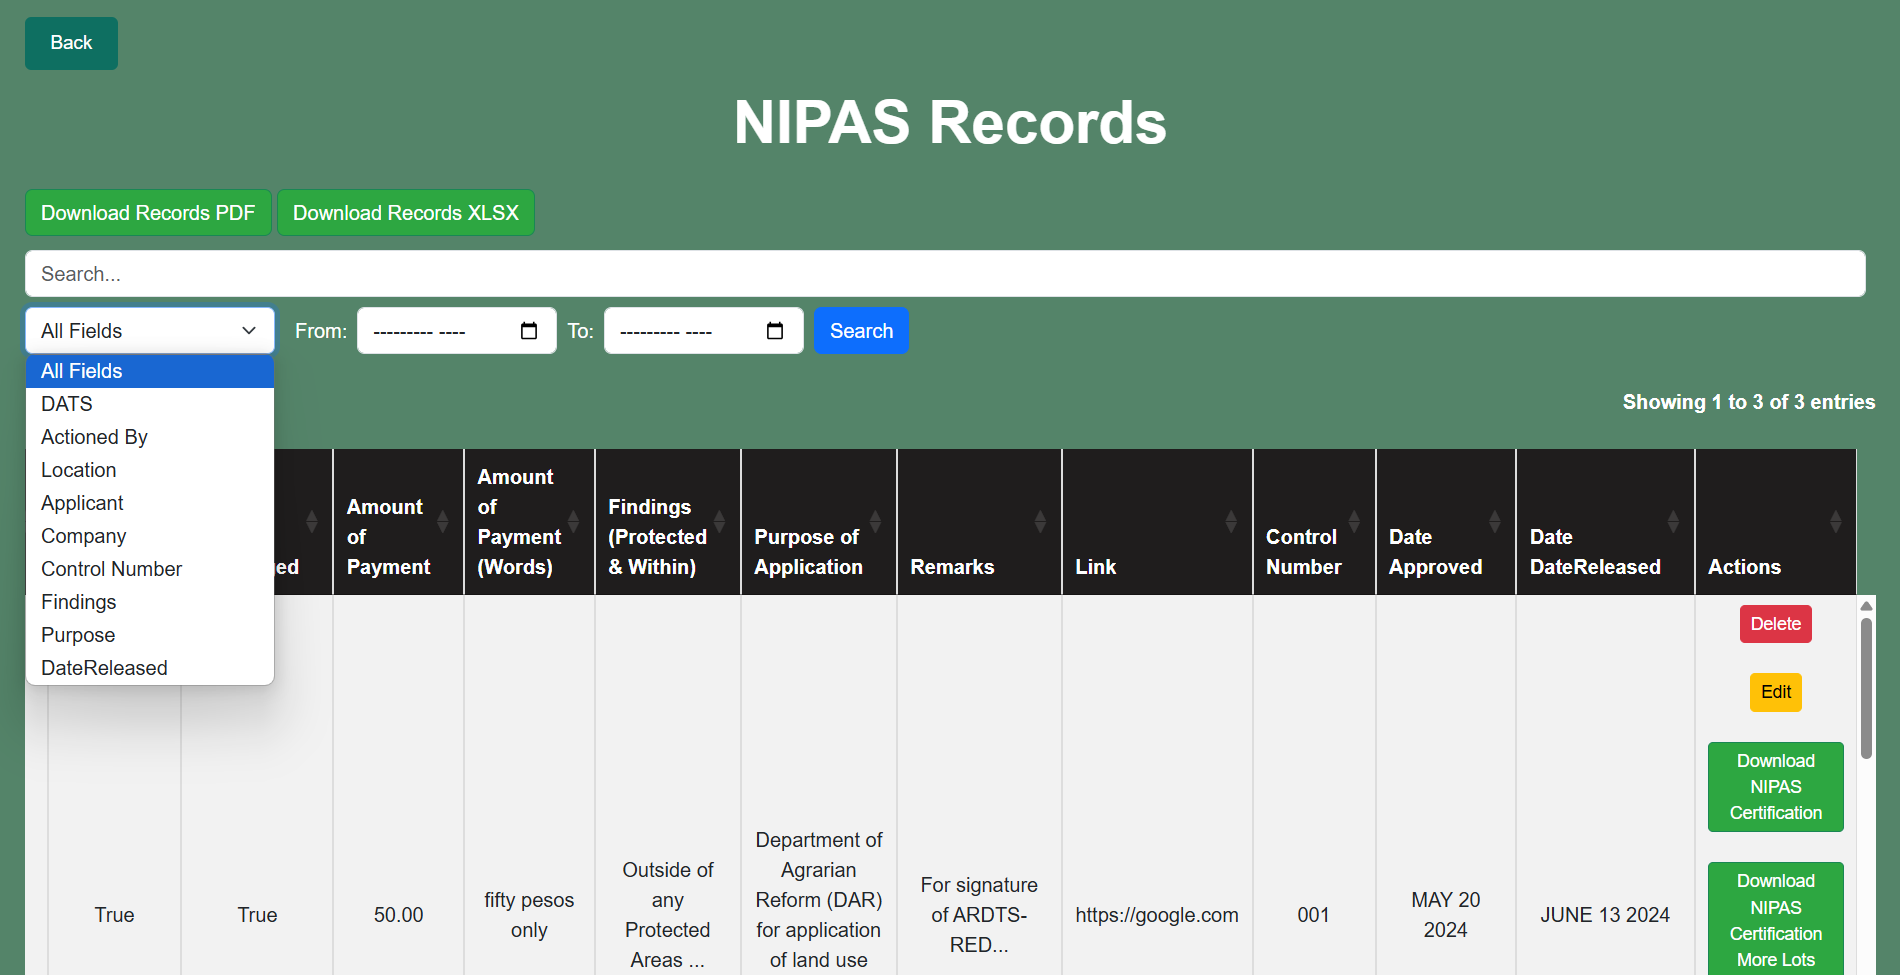 Back
NIPAS Records
Download Records PDF
Download Records XLSX
Search...
All Fields
From:
--------- ----
To:
--------- ----
Search
All Fields
DATS
Actioned By
Location
Applicant
Company
Control Number
Findings
Purpose
DateReleased
Showing 1 to 3 of 3 entries
Amount
of
Payment
Amount
of
Payment
(Words)
Findings
(Protected
& Within)
Purpose of
Application
Remarks
Link
Control
Number
Date
Approved
Date
DateReleased
Actions
True
True
50.00
fifty pesos
only
Outside of
any
Protected
Areas ...
Department of
Agrarian
Reform (DAR)
for application
of land use
For signature
of ARDTS-
RED...
https://google.com
001
MAY 20
2024
JUNE 13 2024
Delete
Edit
Download
NIPAS
Certification
Download
NIPAS
Certification
More Lots